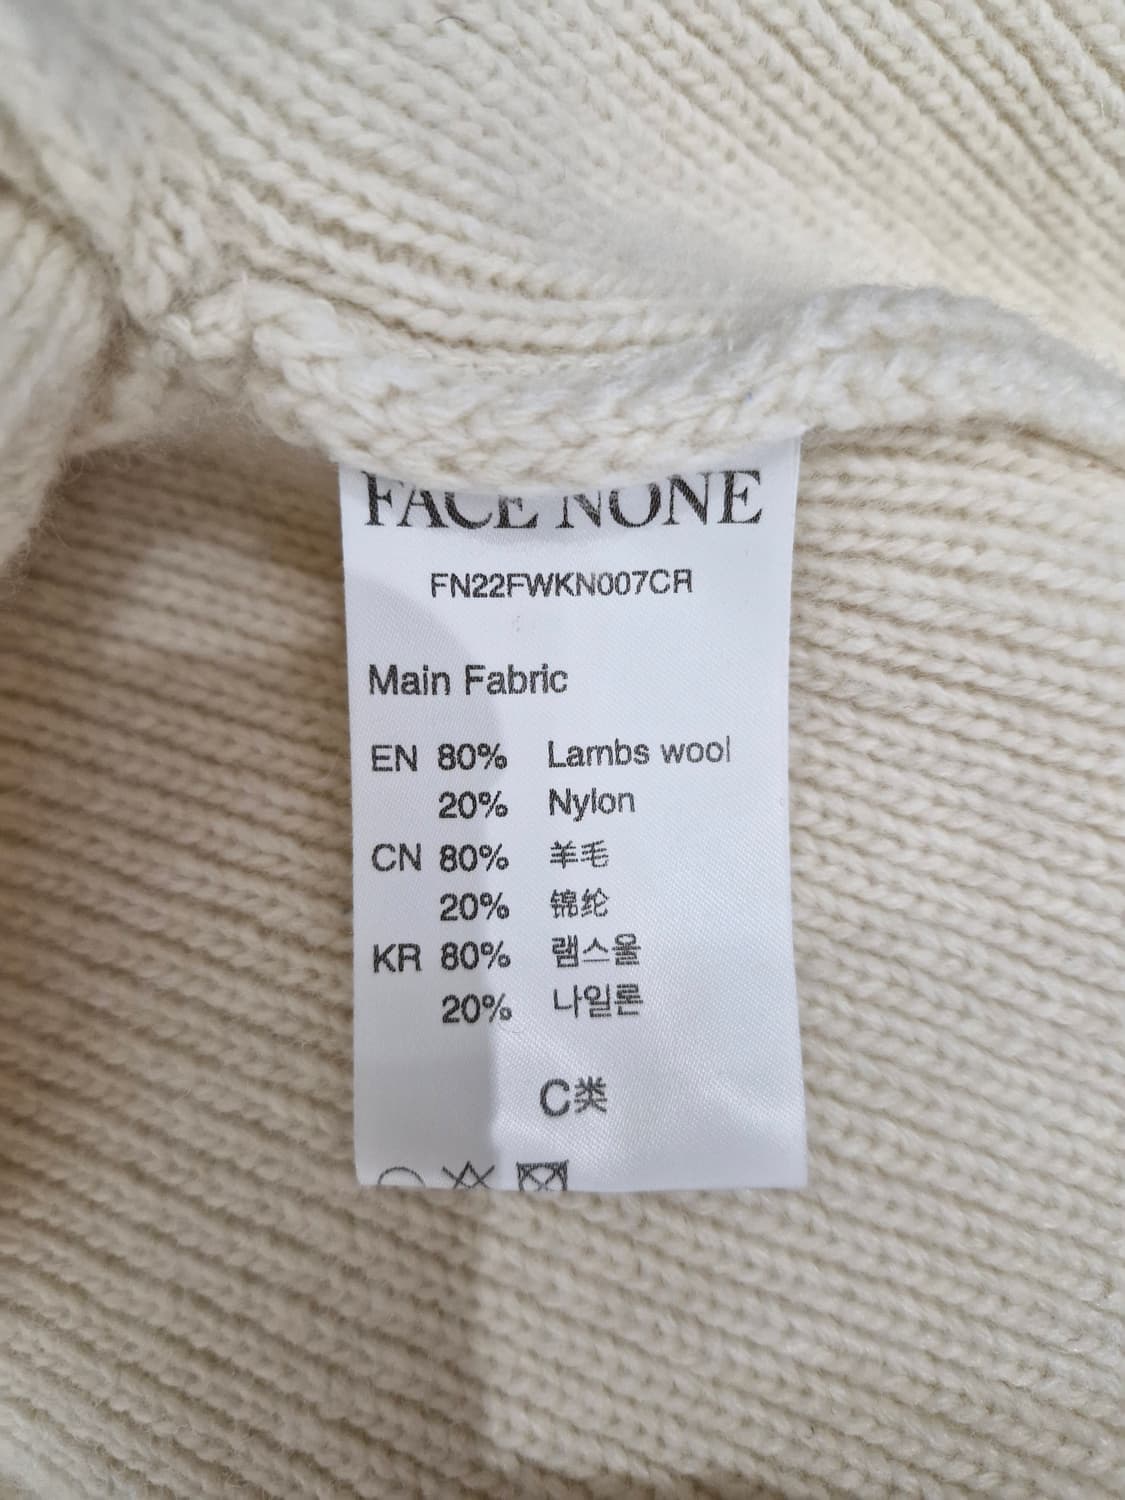 FACE NONE
FN22FWKN007CR
Main Fabric
EN 80% Lambs wool
20% Nylon
CN 80% 羊毛
20% 锦纶
KR 80% 램스울
20% 나일론
C类